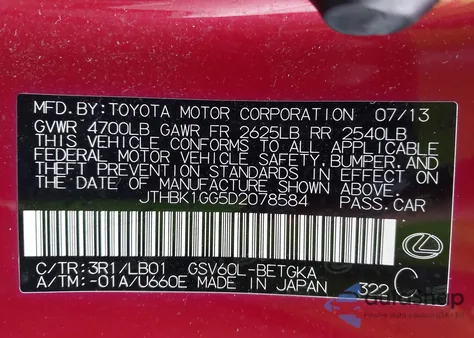 MFD.BY:TOYOTA MOTOR CORPORATION 07/13
GVWR 4700LB GAWR FR 2625LB RR 2540LB
THIS VEHICLE CONFORMS TO ALL APPLICABLE
FEDERAL MOTOR VEHICLE SAFETY, BUMPER, AND
THEFT PREVENTION STANDARDS IN EFFECT ON
THE DATE OF MANUFACTURE SHOWN ABOVE.
JTHBK1GG5D2078584 PASS.CAR
C/TR:3R1/LB01 GSV60L-BETGKA
A/TM:-01A/U660E MADE IN JAPAN 322 C